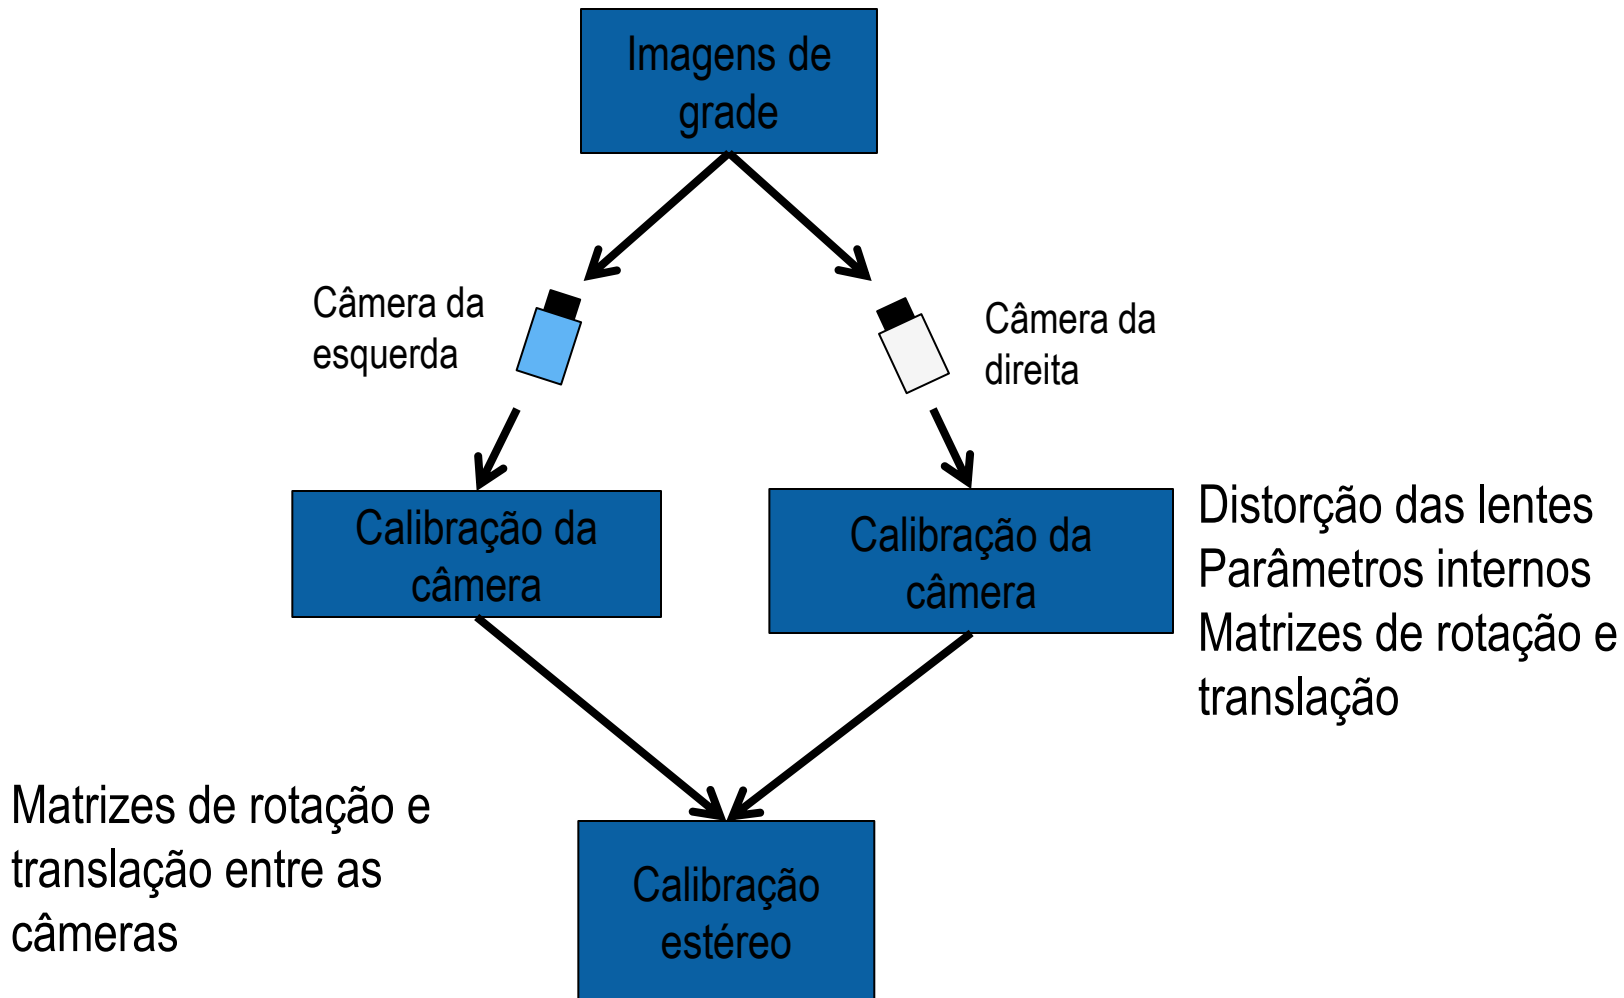 Imagens de
grade
Câmera da
esquerda
Câmera da
direita
Calibração da
câmera
Calibração da
câmera
Distorção das lentes
Parâmetros internos
Matrizes de rotação e
translação
Matrizes de rotação e
translação entre as
câmeras
Calibração
estéreo